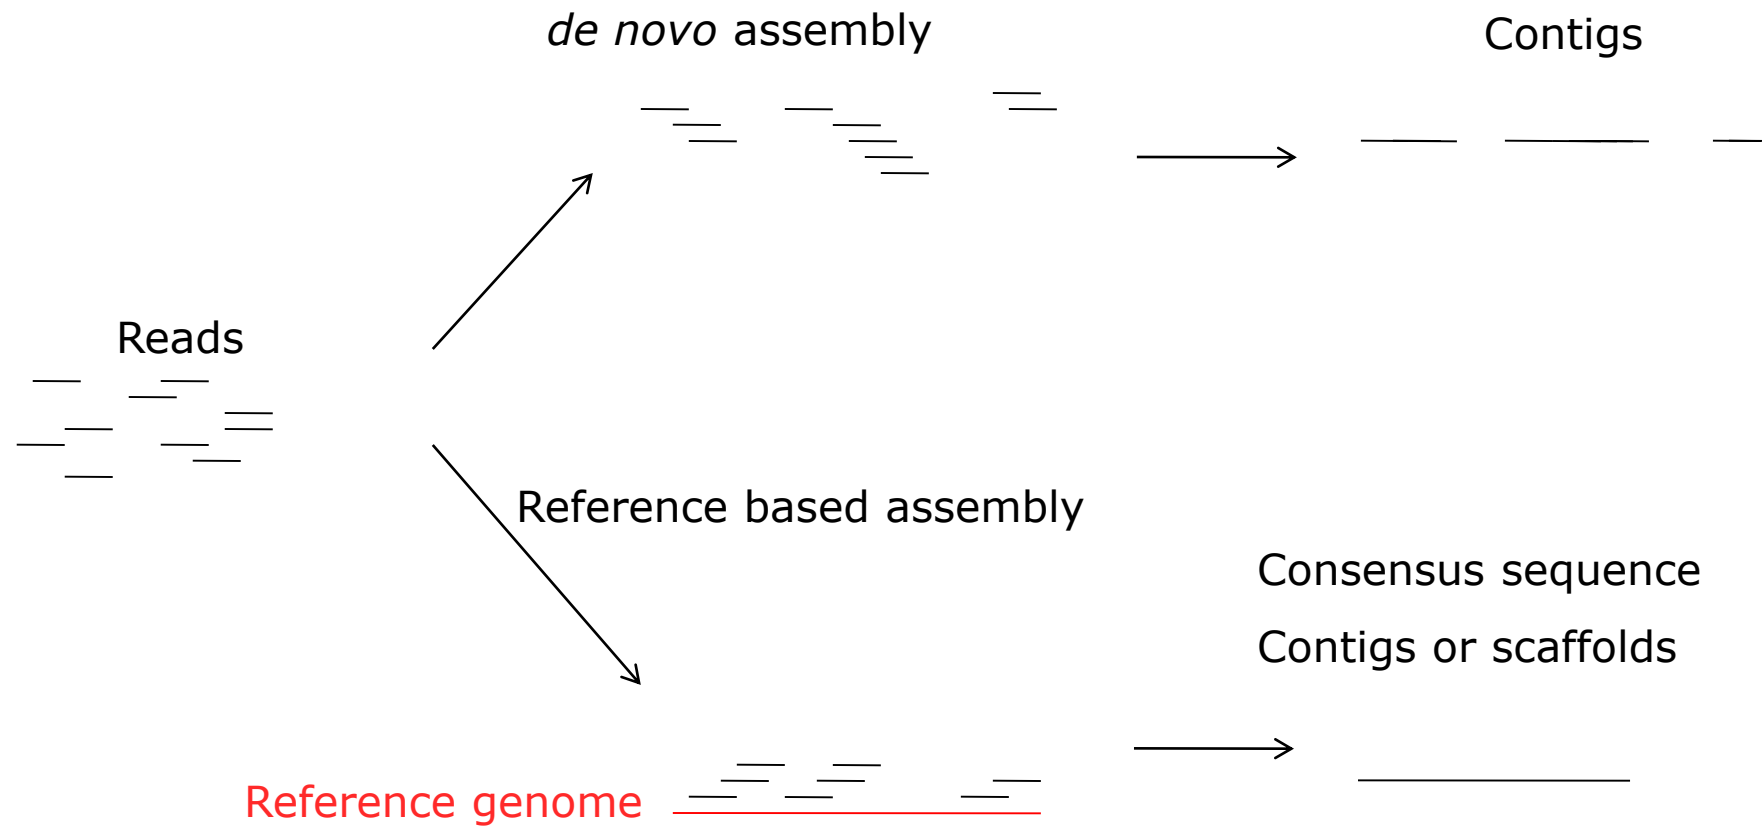 de novo assembly
Contigs
Reads
Reference based assembly
Consensus sequence
Contigs or scaffolds
Reference genome